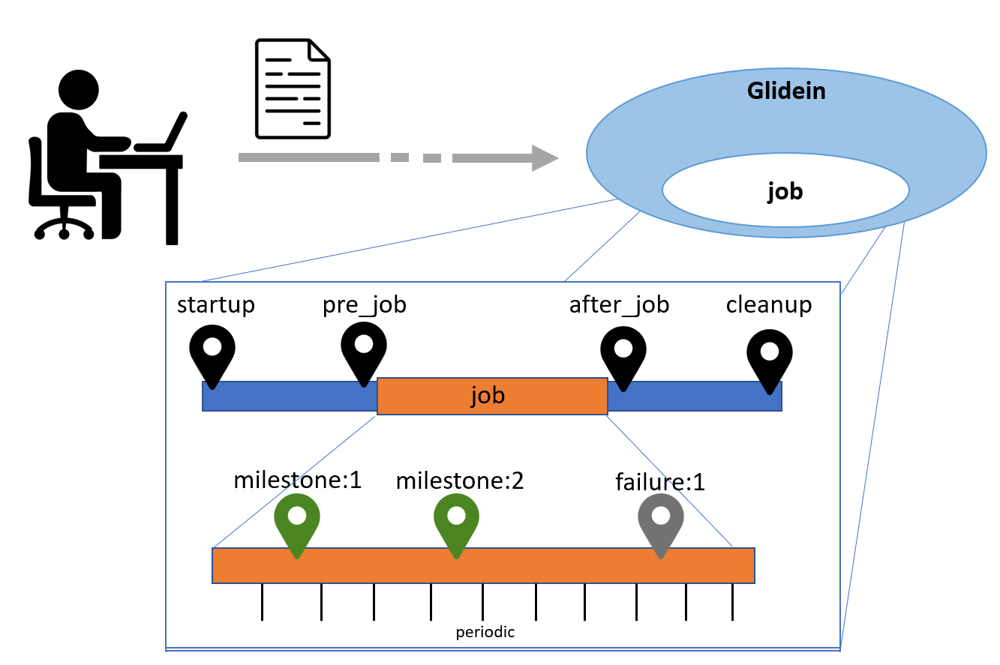 Glidein
job
startup
pre_job
after_job
cleanup
job
milestone:1
milestone:2
failure:1
periodic